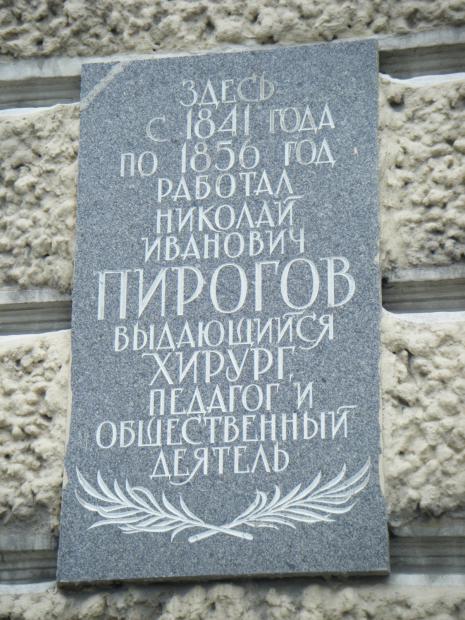 ЗДЕСЬ
С 1841 ГОДА
ПО 1856 ГОД
РАБОТАЛ
НИКОЛАЙ
ИВАНОВИЧ
ПИРОГОВ
ВЫДАЮЩИЙСЯ
ХИРУРГ,
ПЕДАГОГ И
ОБЩЕСТВЕННЫЙ
ДЕЯТЕЛЬ